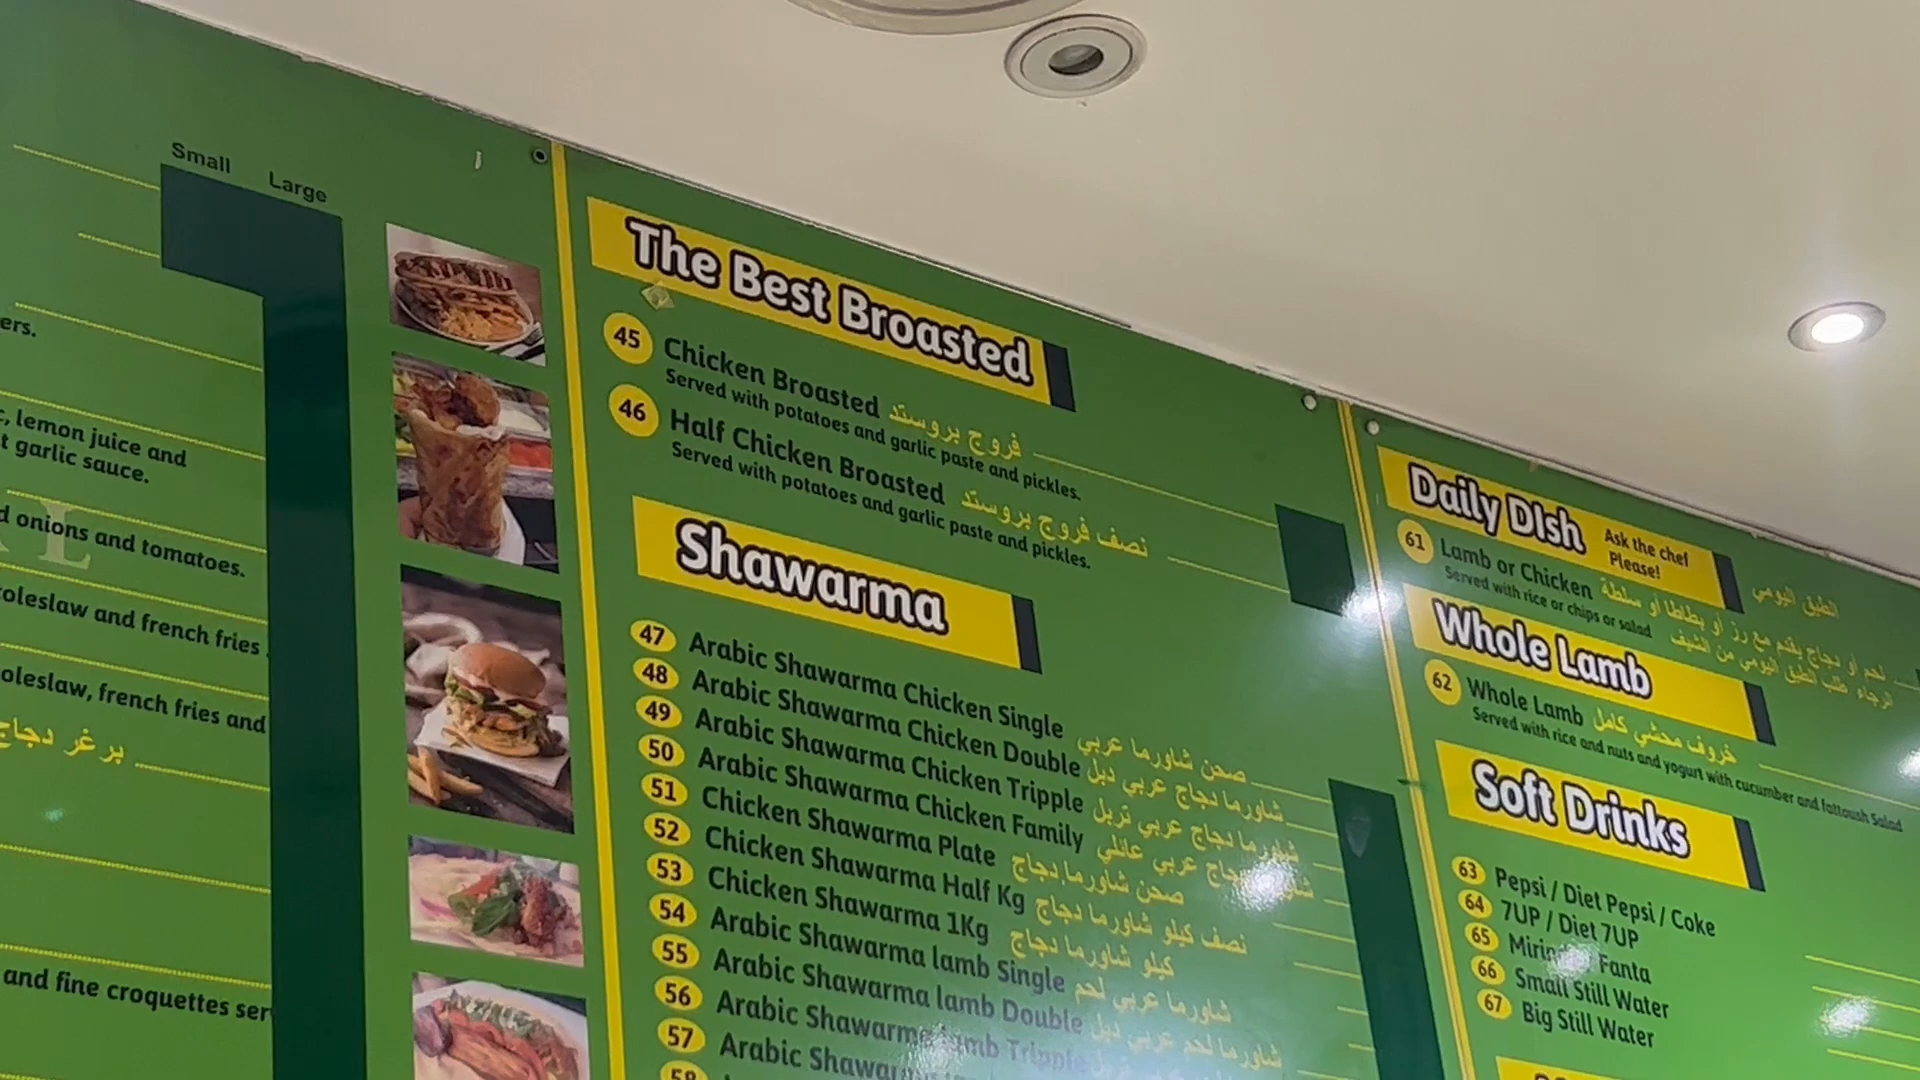 Small Large
ers.
lemon juice and
t garlic sauce.
d onions and tomatoes.
coleslaw and french fries
oleslaw, french fries and
برغر دجاج
and fine croquettes ser
The Best Broasted
45 Chicken Broasted فروج بروستد
Served with potatoes and garlic paste and pickles.
46 Half Chicken Broasted نصف فروج بروستد
Served with potatoes and garlic paste and pickles.
Shawarma
47 Arabic Shawarma Chicken Single صحن شاورما عربي
48 Arabic Shawarma Chicken Double شاورما دجاج عربي دبل
49 Arabic Shawarma Chicken Tripple شاورما دجاج عربي تربل
50 Arabic Shawarma Chicken Family عربي عائلي
51 Chicken Shawarma Plate صحن شاورما دجاج
52 Chicken Shawarma Half Kg نصف كيلو شاورما دجاج
53 Chicken Shawarma 1Kg كيلو شاورما دجاج
54 Arabic Shawarma lamb Single شاورما عربي لحم
55 Arabic Shawarma lamb Double شاورما لحم عربي دبل
56 Arabic Shawarma lamb Tripple
57 Arabic
58
Daily DIsh Ask the chef
Please!
الطبق اليومي
61 Lamb or Chicken لحم او دجاج يقدم مع رز أو بطاطا أو سلطة
Served with rice or chips or salad الرجاء طلب الطبق اليومي من الشيف
Whole Lamb
62 Whole Lamb خروف محشي كامل
Served with rice and nuts and yogurt with cucumber and fattoush Salad
Soft Drinks
63 Pepsi / Diet Pepsi / Coke
64 7UP / Diet 7UP
65 Fanta
66 Small Still Water
67 Big Still Water